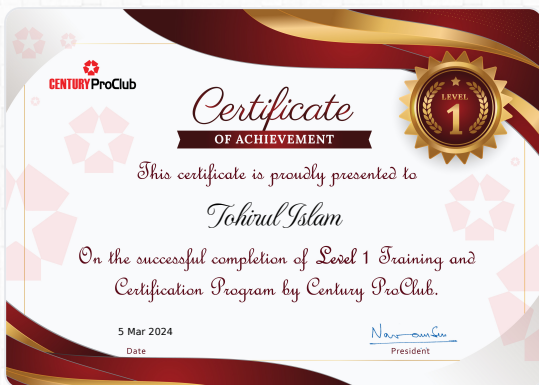 CENTURY ProClub
Certificate
OF ACHIEVEMENT
LEVEL
1
This certificate is proudly presented to
Tohirul Islam
On the successful completion of Level 1 Training and
Certification Program by Century ProClub.
5 Mar 2024
Date
President